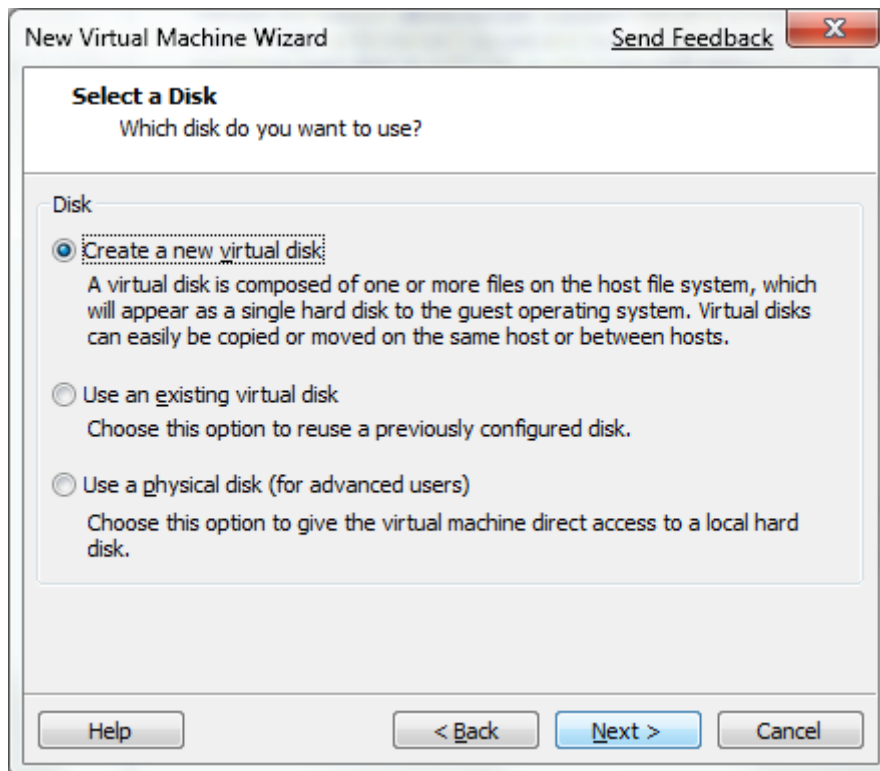 New Virtual Machine Wizard Send Feedback X
Select a Disk
Which disk do you want to use?
Disk
Create a new virtual disk
A virtual disk is composed of one or more files on the host file system, which
will appear as a single hard disk to the guest operating system. Virtual disks
can easily be copied or moved on the same host or between hosts.
Use an existing virtual disk
Choose this option to reuse a previously configured disk.
Use a physical disk (for advanced users)
Choose this option to give the virtual machine direct access to a local hard
disk.
Help < Back Next > Cancel